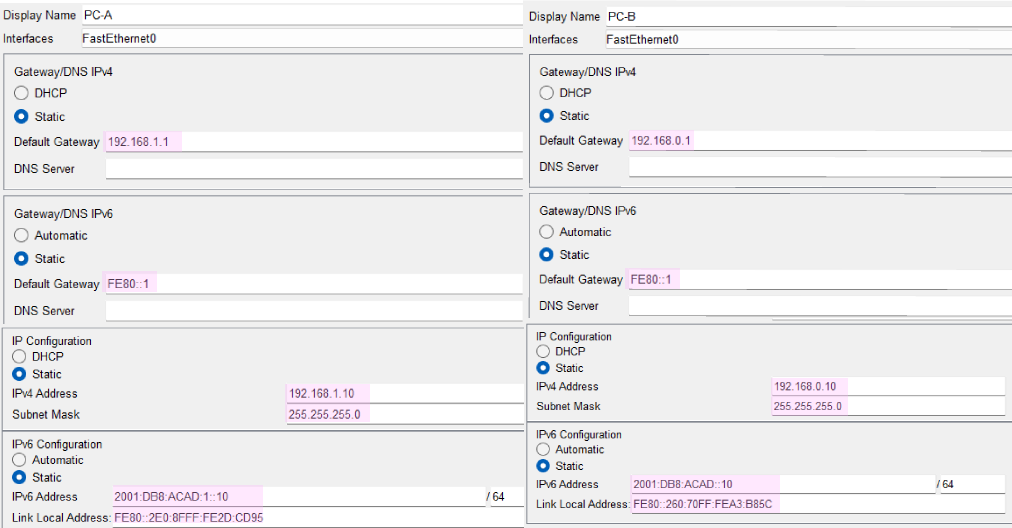 Display Name PC-A
Interfaces FastEthernet0
Gateway/DNS IPv4
DHCP
Static
Default Gateway 192.168.1.1
DNS Server
Gateway/DNS IPv6
Automatic
Static
Default Gateway FE80::1
DNS Server
IP Configuration
DHCP
Static
IPv4 Address 192.168.1.10
Subnet Mask 255.255.255.0
IPv6 Configuration
Automatic
Static
IPv6 Address 2001:DB8:ACAD:1::10 / 64
Link Local Address: FE80::2E0:8FFF:FE2D:CD95
Display Name PC-B
Interfaces FastEthernet0
Gateway/DNS IPv4
DHCP
Static
Default Gateway 192.168.0.1
DNS Server
Gateway/DNS IPv6
Automatic
Static
Default Gateway FE80::1
DNS Server
IP Configuration
DHCP
Static
IPv4 Address 192.168.0.10
Subnet Mask 255.255.255.0
IPv6 Configuration
Automatic
Static
IPv6 Address 2001:DB8:ACAD::10 / 64
Link Local Address: FE80::260:70FF:FEA3:B85C